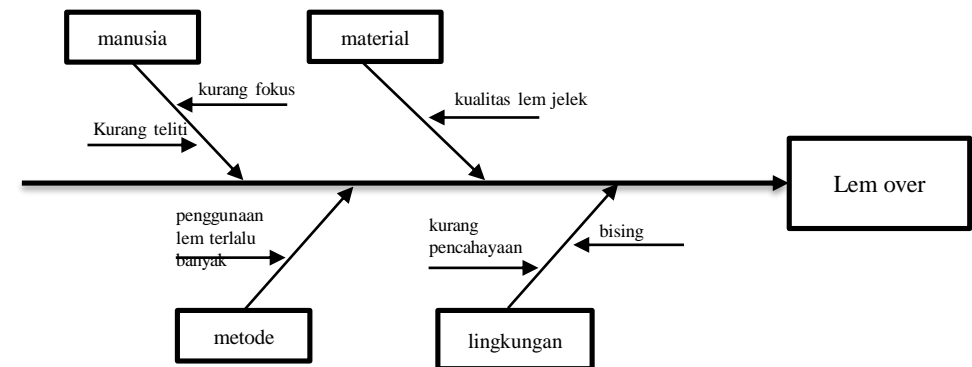 manusia
material
kurang fokus
kualitas lem jelek
Kurang teliti
Lem over
penggunaan
lem terlalu
banyak
kurang
pencahayaan
bising
metode
lingkungan